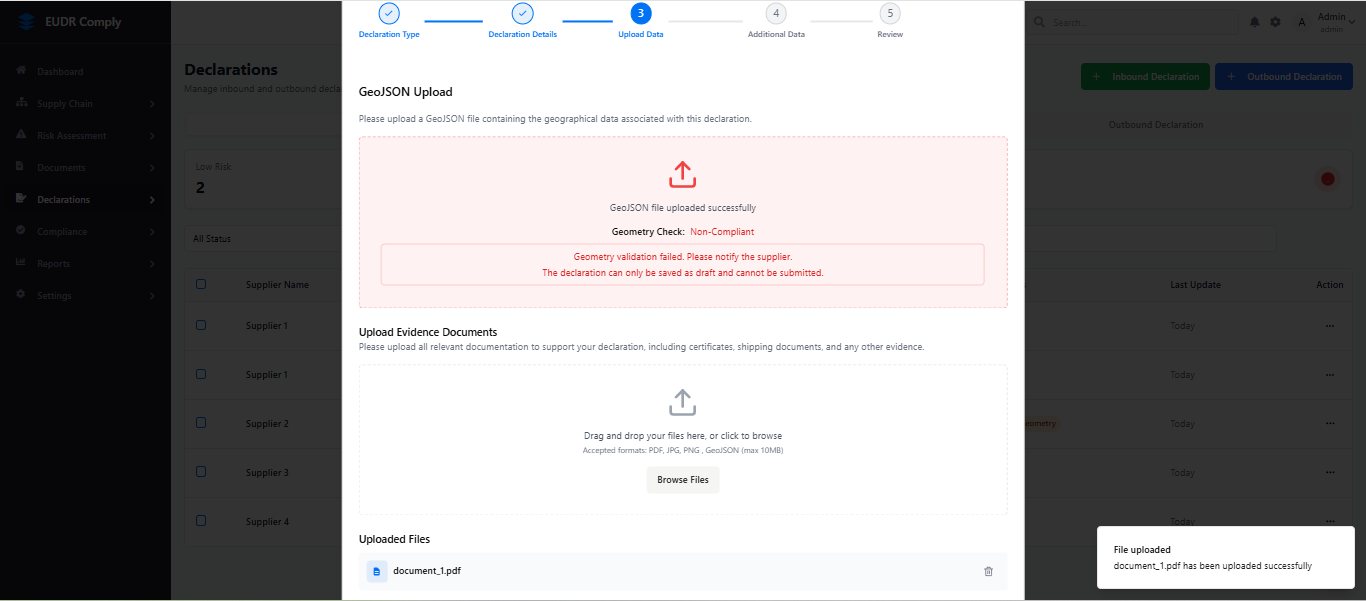 EUDR Comply
Dashboard
Supply Chain
Risk Assessment
Documents
Declarations
Compliance
Reports
Settings
Declarations
Manage inbound and outbound decla
Low Risk
2
All Status
Supplier Name
Supplier 1
Supplier 1
Supplier 2
Supplier 3
Supplier 4
3
4
5
Declaration Type
Declaration Details
Upload Data
Additional Data
Review
GeoJSON Upload
Please upload a GeoJSON file containing the geographical data associated with this declaration.
GeoJSON file uploaded successfully
Geometry Check: Non-Compliant
Geometry validation failed. Please notify the supplier.
The declaration can only be saved as draft and cannot be submitted.
Upload Evidence Documents
Please upload all relevant documentation to support your declaration, including certificates, shipping documents, and any other evidence.
Drag and drop your files here, or click to browse
Accepted formats: PDF, JPG, PNG , GeoJSON (max 10MB)
Browse Files
Uploaded Files
document_1.pdf
Search...
A
Admin
admin
+ Inbound Declaration
+ Outbound Declaration
Outbound Declaration
Last Update
Action
Today
...
Today
...
eometry
Today
...
Today
...
Today
...
File uploaded
document_1.pdf has been uploaded successfully